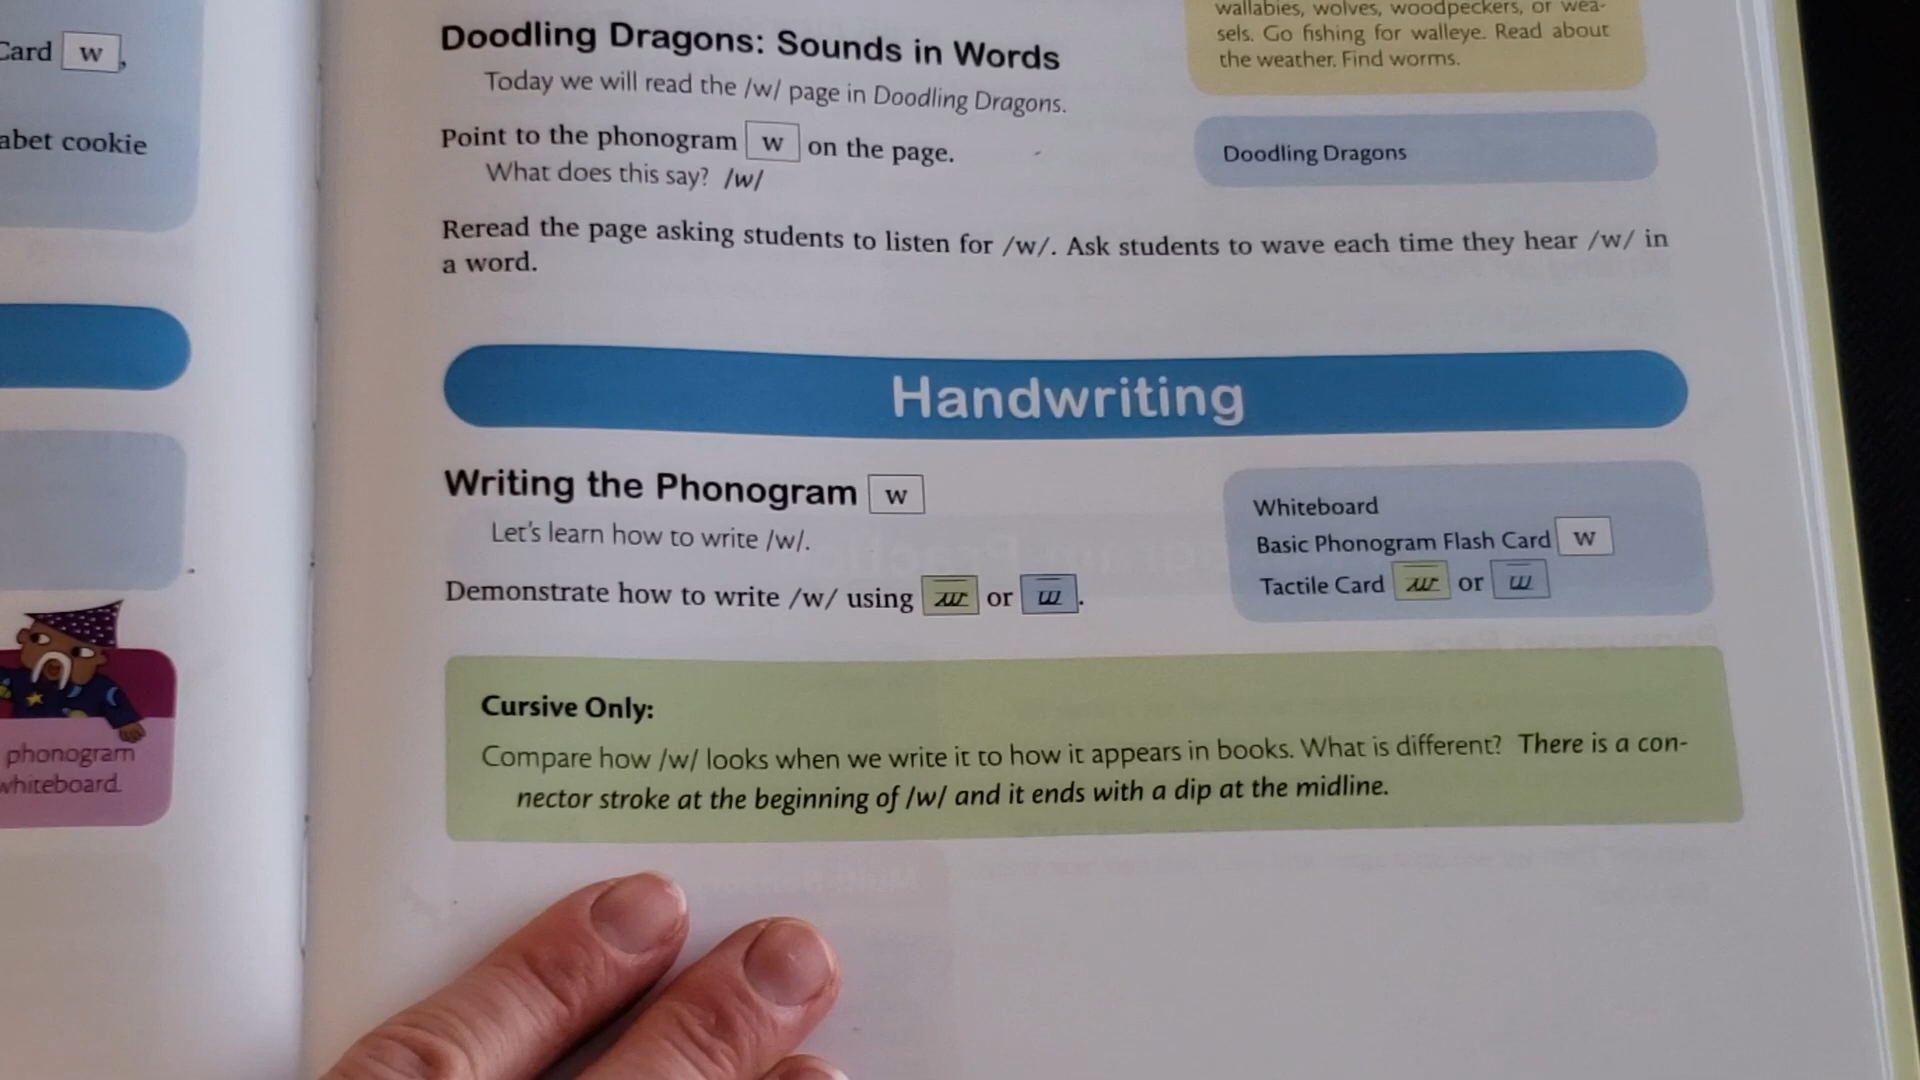 Card w,
abet cookie
phonogram
whiteboard.
Doodling Dragons: Sounds in Words
Today we will read the /w/ page in Doodling Dragons.
Point to the phonogram w on the page.
What does this say? /w/
Reread the page asking students to listen for /w/. Ask students to wave each time they hear /w/ in
a word.
wallabies, wolves, woodpeckers, or wea-
sels. Go fishing for walleye. Read about
the weather. Find worms.
Doodling Dragons
Handwriting
Writing the Phonogram w
Let's learn how to write /w/.
Demonstrate how to write /w/ using w or w.
Whiteboard
Basic Phonogram Flash Card w
Tactile Card w or w
Cursive Only:
Compare how /w/ looks when we write it to how it appears in books. What is different? There is a con-
nector stroke at the beginning of /w/ and it ends with a dip at the midline.